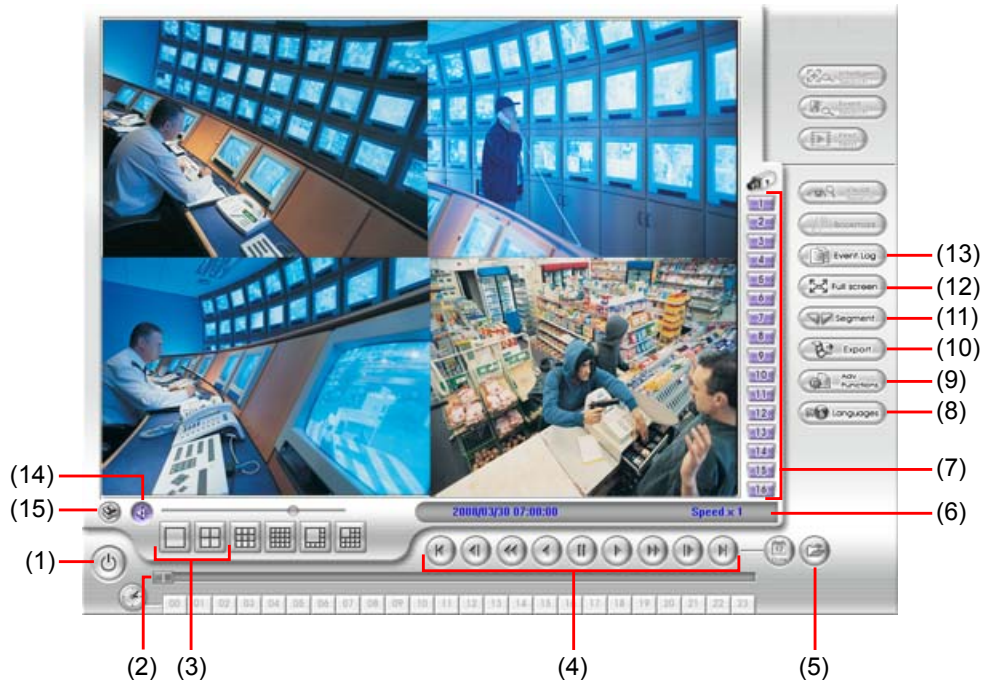 1
1
2
3
4
5
6
7
8
9
10
11
12
13
14
15
16
Bookmark
Event Log
(13)
Full screen
(12)
Segment
(11)
Export
(10)
Adv
Functions
(9)
Languages
(8)
(7)
(14)
(15)
2008/03/30 07:00:00 Speed x 1
(6)
(1)
00 01 02 03 04 05 06 07 08 09 10 11 12 13 14 15 16 17 18 19 20 21 22 23
(2) (3) (4) (5)